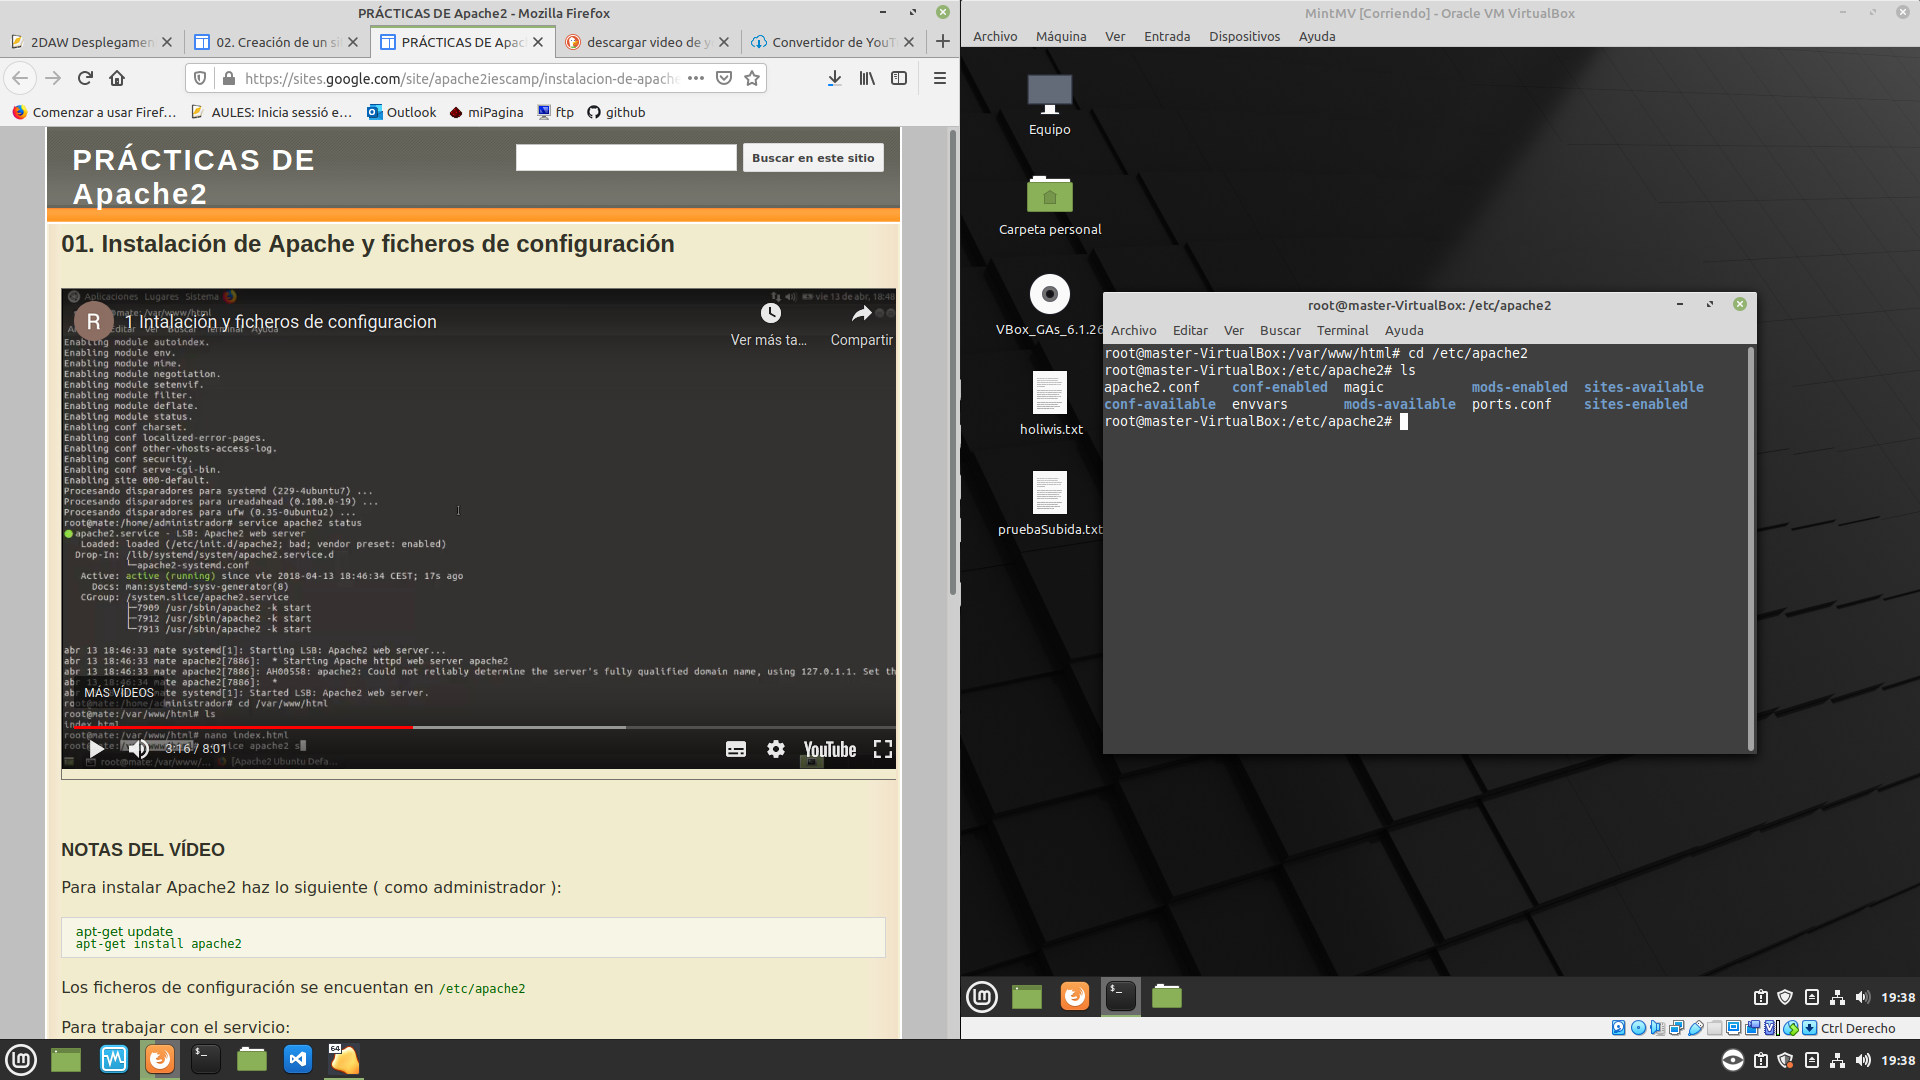 PRÁCTICAS DE Apache2 - Mozilla Firefox
2DAW Desplegamen
02. Creación de un si
PRÁCTICAS DE Apac
descargar video de y
Convertidor de YouT
https://sites.google.com/site/apache2iescamp/instalacion-de-apache
Comenzar a usar Firef…
AULES: Inicia sessió e…
Outlook
miPagina
ftp
github
PRÁCTICAS DE
Apache2
Buscar en este sitio
01. Instalación de Apache y ficheros de configuración
Aplicaciones Lugares Sistema
vie 13 de abr, 18:48
R
1 Intalación y ficheros de configuracion
Ver más ta...
Compartir
Enabling module autoindex.
Enabling module env.
Enabling module mime.
Enabling module negotiation.
Enabling module setenvif.
Enabling module filter.
Enabling module deflate.
Enabling module status.
Enabling conf charset.
Enabling conf localized-error-pages.
Enabling conf other-vhosts-access-log.
Enabling conf security.
Enabling conf serve-cgi-bin.
Enabling site 000-default.
Procesando disparadores para systemd (229-4ubuntu7) ...
Procesando disparadores para ureadahead (0.100.0-19) ...
Procesando disparadores para ufw (0.35-0ubuntu2) ...
root@mate:/home/administrador# service apache2 status
apache2.service - LSB: Apache2 web server
Loaded: loaded (/etc/init.d/apache2; bad; vendor preset: enabled)
Drop-In: /lib/systemd/system/apache2.service.d
└─apache2-systemd.conf
Active: active (running) since vie 2018-04-13 18:46:34 CEST; 17s ago
Docs: man:systemd-sysv-generator(8)
CGroup: /system.slice/apache2.service
├─7909 /usr/sbin/apache2 -k start
├─7912 /usr/sbin/apache2 -k start
└─7913 /usr/sbin/apache2 -k start
abr 13 18:46:33 mate systemd[1]: Starting LSB: Apache2 web server...
abr 13 18:46:33 mate apache2[7886]: * Starting Apache httpd web server apache2
abr 13 18:46:33 mate apache2[7886]: AH00558: apache2: Could not reliably determine the server's fully qualified domain name, using 127.0.1.1. Set th
abr 13 18:46:34 mate apache2[7886]: *
abr MÁS VÍDEOS mate systemd[1]: Started LSB: Apache2 web server.
root@mate:/home/administrador# cd /var/www/html
root@mate:/var/www/html# ls
index.html
root@mate:/var/www/html# nano index.html
3:16 / 8:01
YouTube
root@mate: /var/www/...
[Apache2 Ubuntu Defa...
NOTAS DEL VÍDEO
Para instalar Apache2 haz lo siguiente ( como administrador ):
apt-get update
apt-get install apache2
Los ficheros de configuración se encuentan en /etc/apache2
Para trabajar con el servicio:
19:38
MintMV [Corriendo] - Oracle VM VirtualBox
Archivo Máquina Ver Entrada Dispositivos Ayuda
Equipo
Carpeta personal
VBox_GAs_6.1.26
holiwis.txt
pruebaSubida.txt
root@master-VirtualBox: /etc/apache2
Archivo Editar Ver Buscar Terminal Ayuda
root@master-VirtualBox:/var/www/html# cd /etc/apache2
root@master-VirtualBox:/etc/apache2# ls
apache2.conf conf-enabled magic mods-enabled sites-available
conf-available envvars mods-available ports.conf sites-enabled
root@master-VirtualBox:/etc/apache2#
19:38
Ctrl Derecho